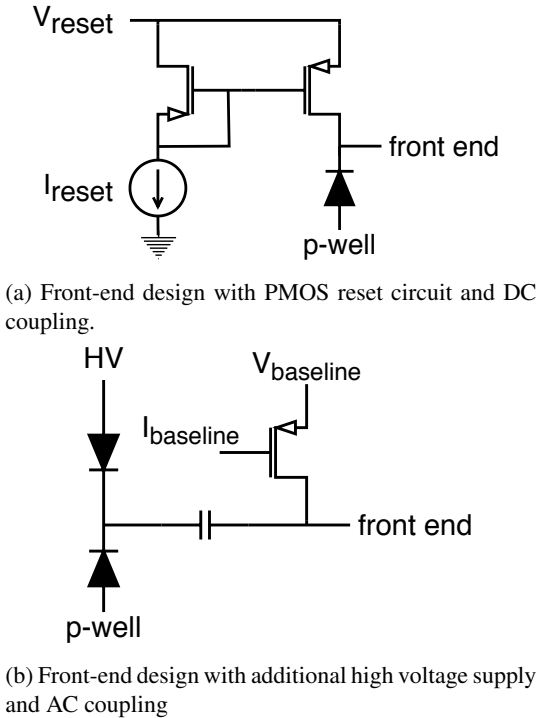 Vreset
Ireset
front end
p-well
(a) Front-end design with PMOS reset circuit and DC
coupling.
HV
Vbaseline
Ibaseline
front end
p-well
(b) Front-end design with additional high voltage supply
and AC coupling